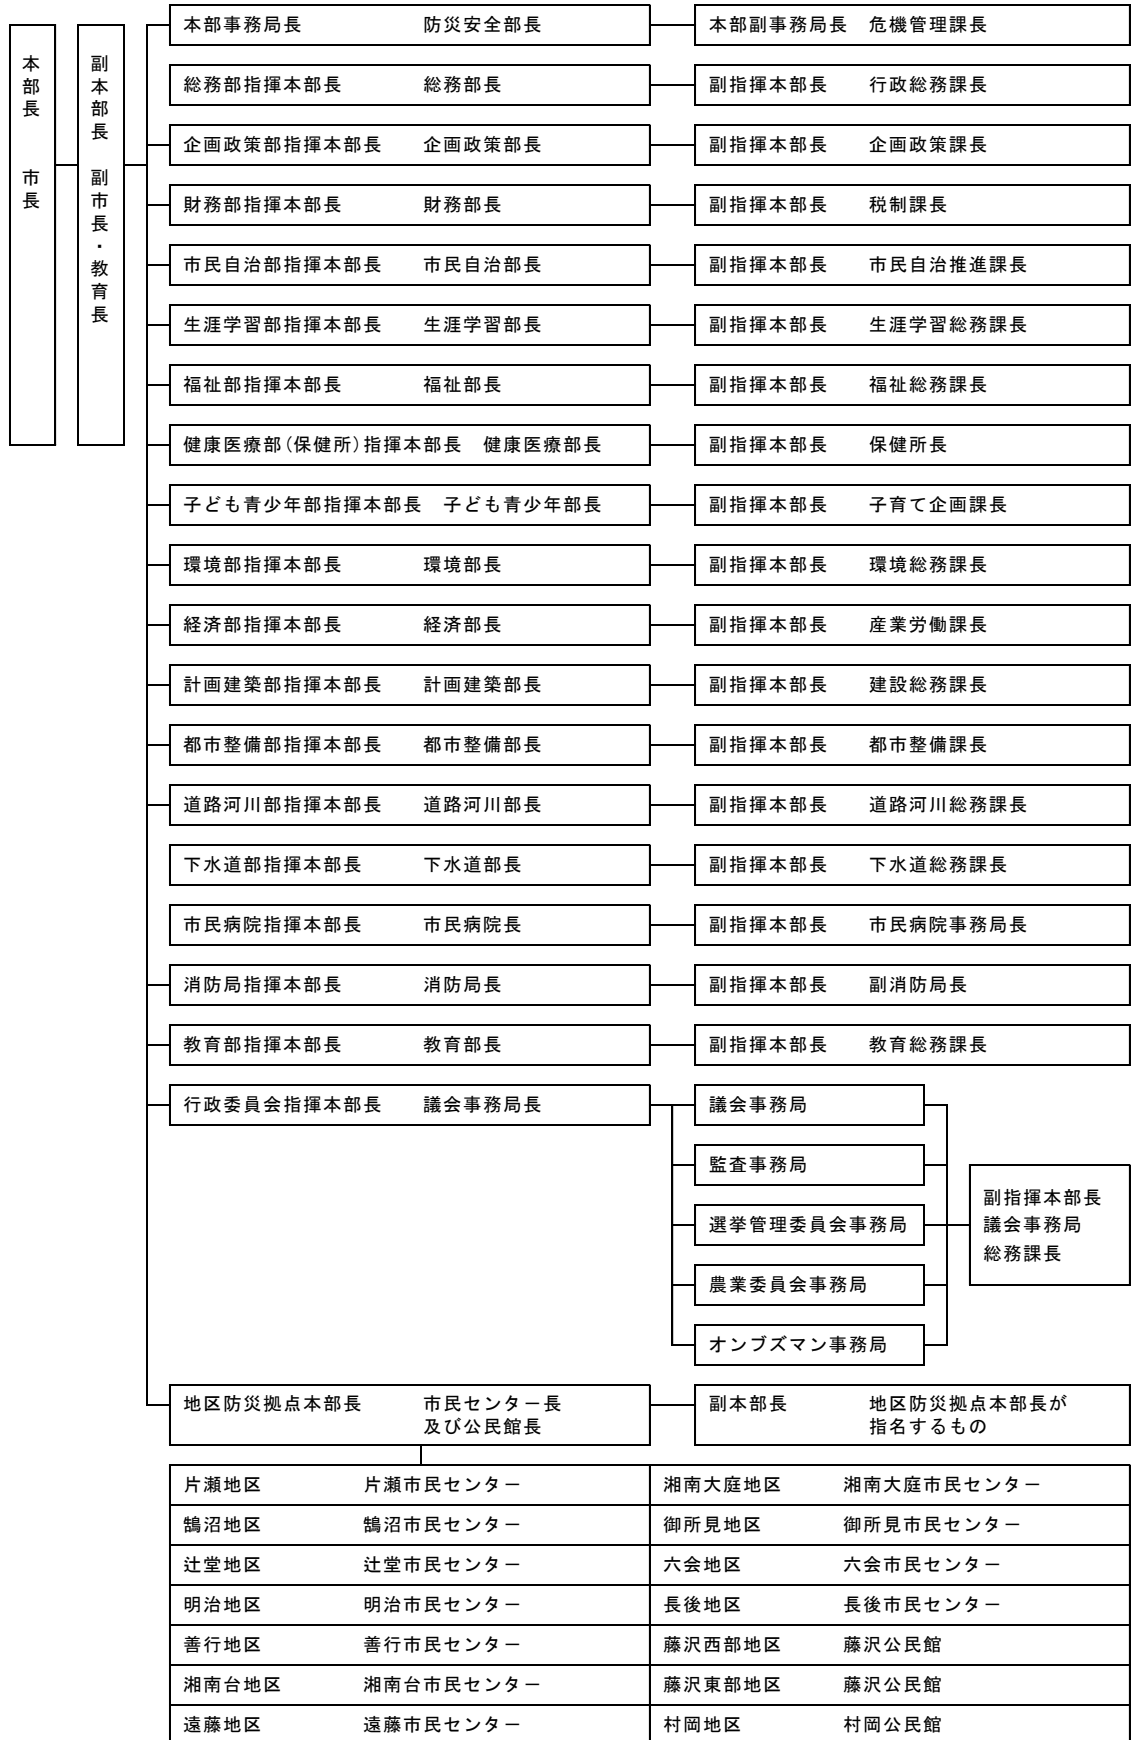 本部長 市長
副本部長 副市長・教育長
本部事務局長 防災安全部長 本部副事務局長 危機管理課長
総務部指揮本部長 総務部長 副指揮本部長 行政総務課長
企画政策部指揮本部長 企画政策部長 副指揮本部長 企画政策課長
財務部指揮本部長 財務部長 副指揮本部長 税制課長
市民自治部指揮本部長 市民自治部長 副指揮本部長 市民自治推進課長
生涯学習部指揮本部長 生涯学習部長 副指揮本部長 生涯学習総務課長
福祉部指揮本部長 福祉部長 副指揮本部長 福祉総務課長
健康医療部(保健所)指揮本部長 健康医療部長 副指揮本部長 保健所長
子ども青少年部指揮本部長 子ども青少年部長 副指揮本部長 子育て企画課長
環境部指揮本部長 環境部長 副指揮本部長 環境総務課長
経済部指揮本部長 経済部長 副指揮本部長 産業労働課長
計画建築部指揮本部長 計画建築部長 副指揮本部長 建設総務課長
都市整備部指揮本部長 都市整備部長 副指揮本部長 都市整備課長
道路河川部指揮本部長 道路河川部長 副指揮本部長 道路河川総務課長
下水道部指揮本部長 下水道部長 副指揮本部長 下水道総務課長
市民病院指揮本部長 市民病院長 副指揮本部長 市民病院事務局長
消防局指揮本部長 消防局長 副指揮本部長 副消防局長
教育部指揮本部長 教育部長 副指揮本部長 教育総務課長
行政委員会指揮本部長 議会事務局長 議会事務局
監査事務局
選挙管理委員会事務局
農業委員会事務局
オンブズマン事務局
副指揮本部長
議会事務局
総務課長
地区防災拠点本部長 市民センター長
及び公民館長
副本部長 地区防災拠点本部長が
指名するもの
片瀬地区 片瀬市民センター 湘南大庭地区 湘南大庭市民センター
鵠沼地区 鵠沼市民センター 御所見地区 御所見市民センター
辻堂地区 辻堂市民センター 六会地区 六会市民センター
明治地区 明治市民センター 長後地区 長後市民センター
善行地区 善行市民センター 藤沢西部地区 藤沢公民館
湘南台地区 湘南台市民センター 藤沢東部地区 藤沢公民館
遠藤地区 遠藤市民センター 村岡地区 村岡公民館